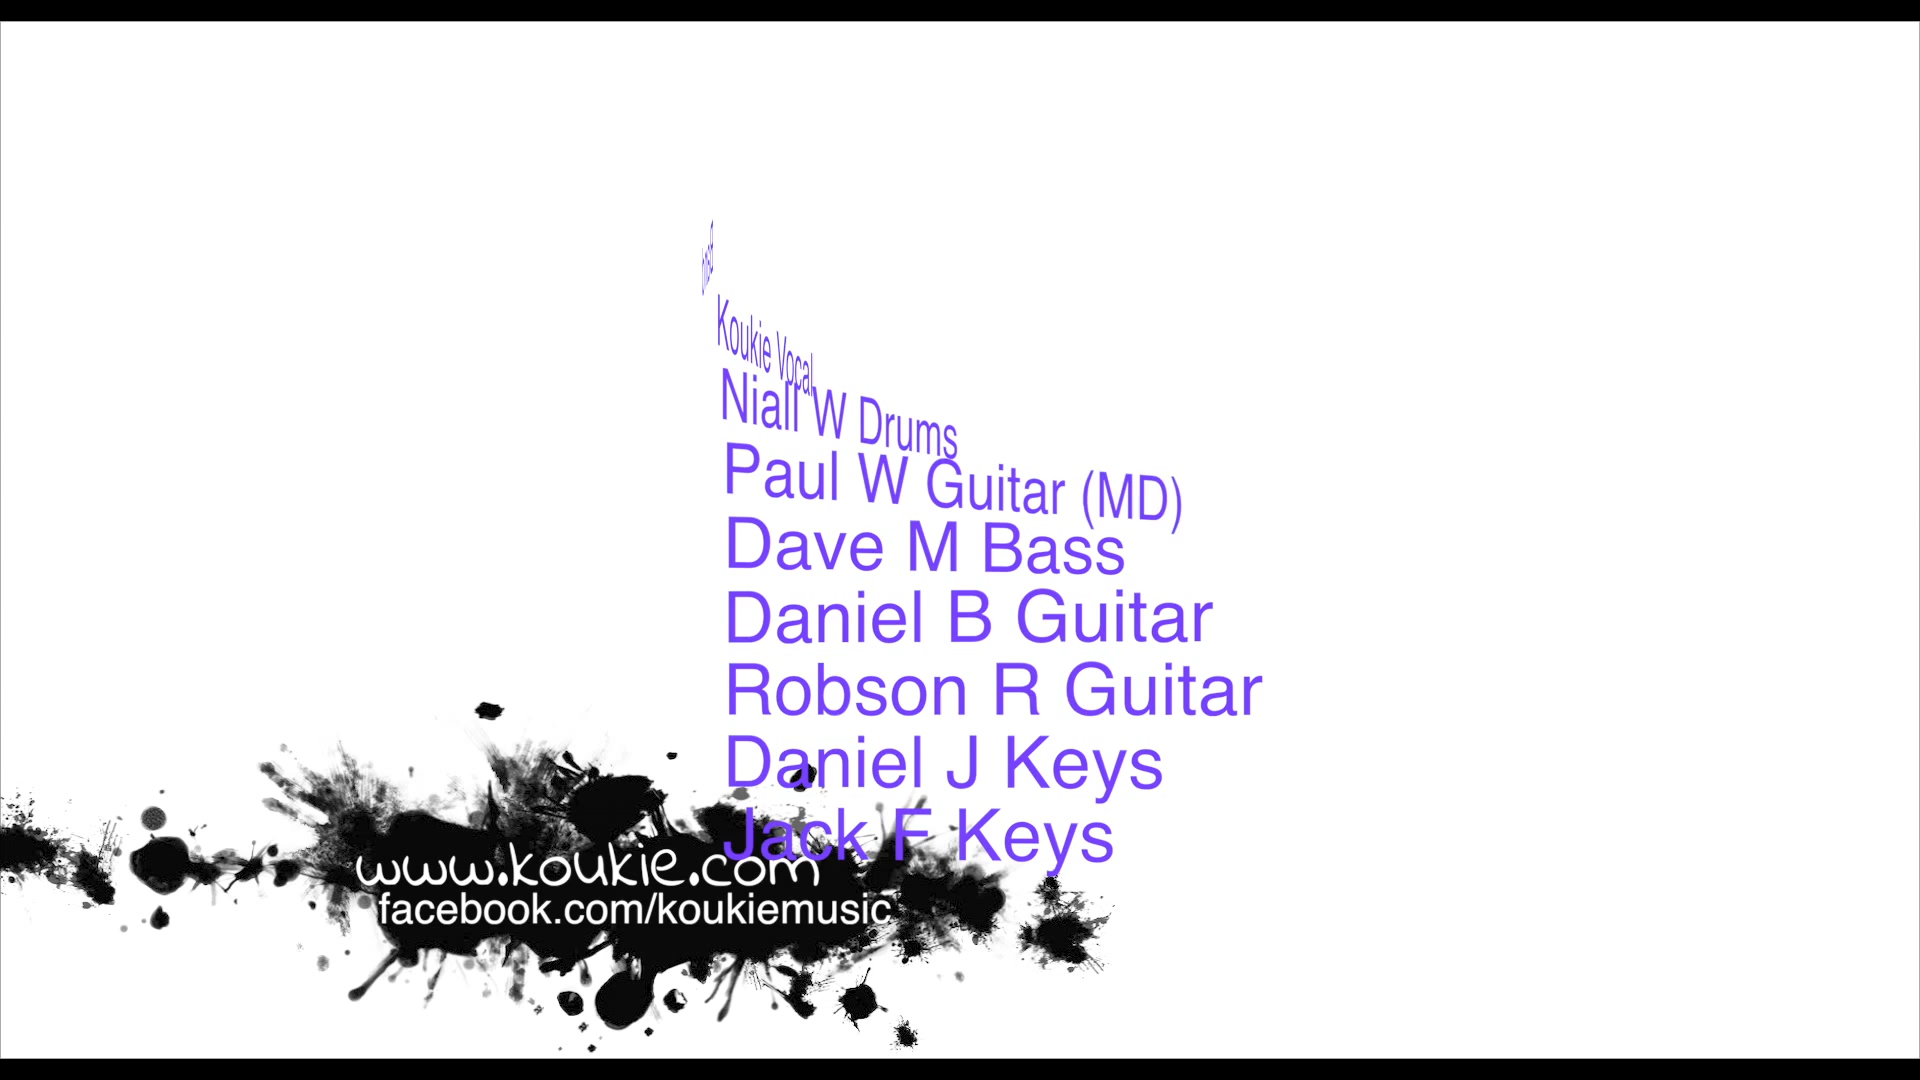 Koukie Vocal
Niall W Drums
Paul W Guitar (MD)
Dave M Bass
Daniel B Guitar
Robson R Guitar
Daniel J Keys
Jack F Keys
www.koukie.com
facebook.com/koukiemusic